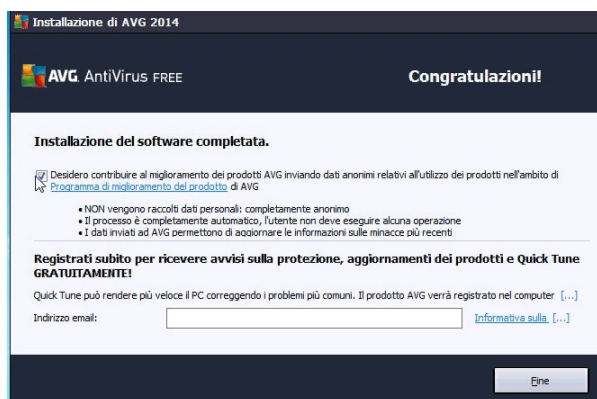 Installazione di AVG 2014
AVG. AntiVirus FREE
Congratulazioni!
Installazione del software completata.
Desidero contribuire al miglioramento dei prodotti AVG inviando dati anonimi relativi all'utilizzo dei prodotti nell'ambito di
Programma di miglioramento del prodotto di AVG
• NON vengono raccolti dati personali: completamente anonimo
• Il processo è completamente automatico, l'utente non deve eseguire alcuna operazione
• I dati inviati ad AVG permettono di aggiornare le informazioni sulle minacce più recenti
Registrati subito per ricevere avvisi sulla protezione, aggiornamenti dei prodotti e Quick Tune
GRATUITAMENTE!
Quick Tune può rendere più veloce il PC correggendo i problemi più comuni. Il prodotto AVG verrà registrato nel computer [...]
Indirizzo email:
Informativa sulla [...]
Fine